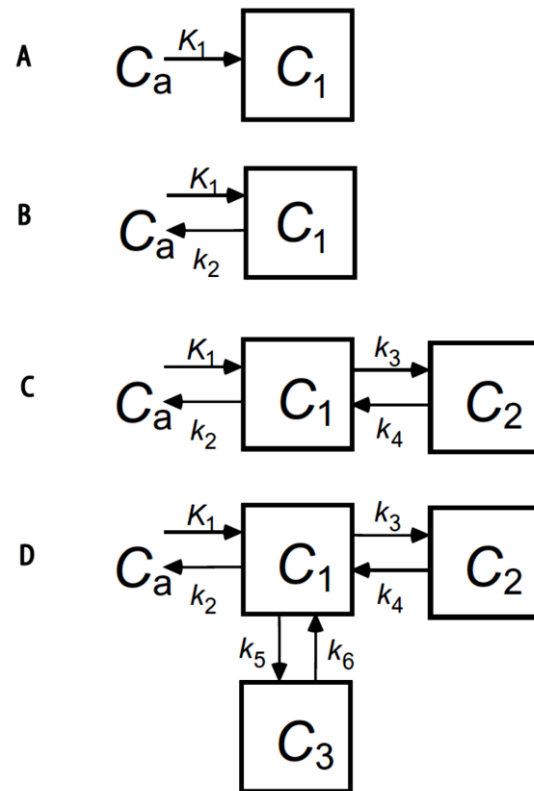 A
K₁
Cₐ
C₁
B
K₁
Cₐ
C₁
k₂
C
K₁
k₃
Cₐ
C₁
C₂
k₂
k₄
D
K₁
k₃
Cₐ
C₁
C₂
k₂
k₄
k₅
k₆
C₃